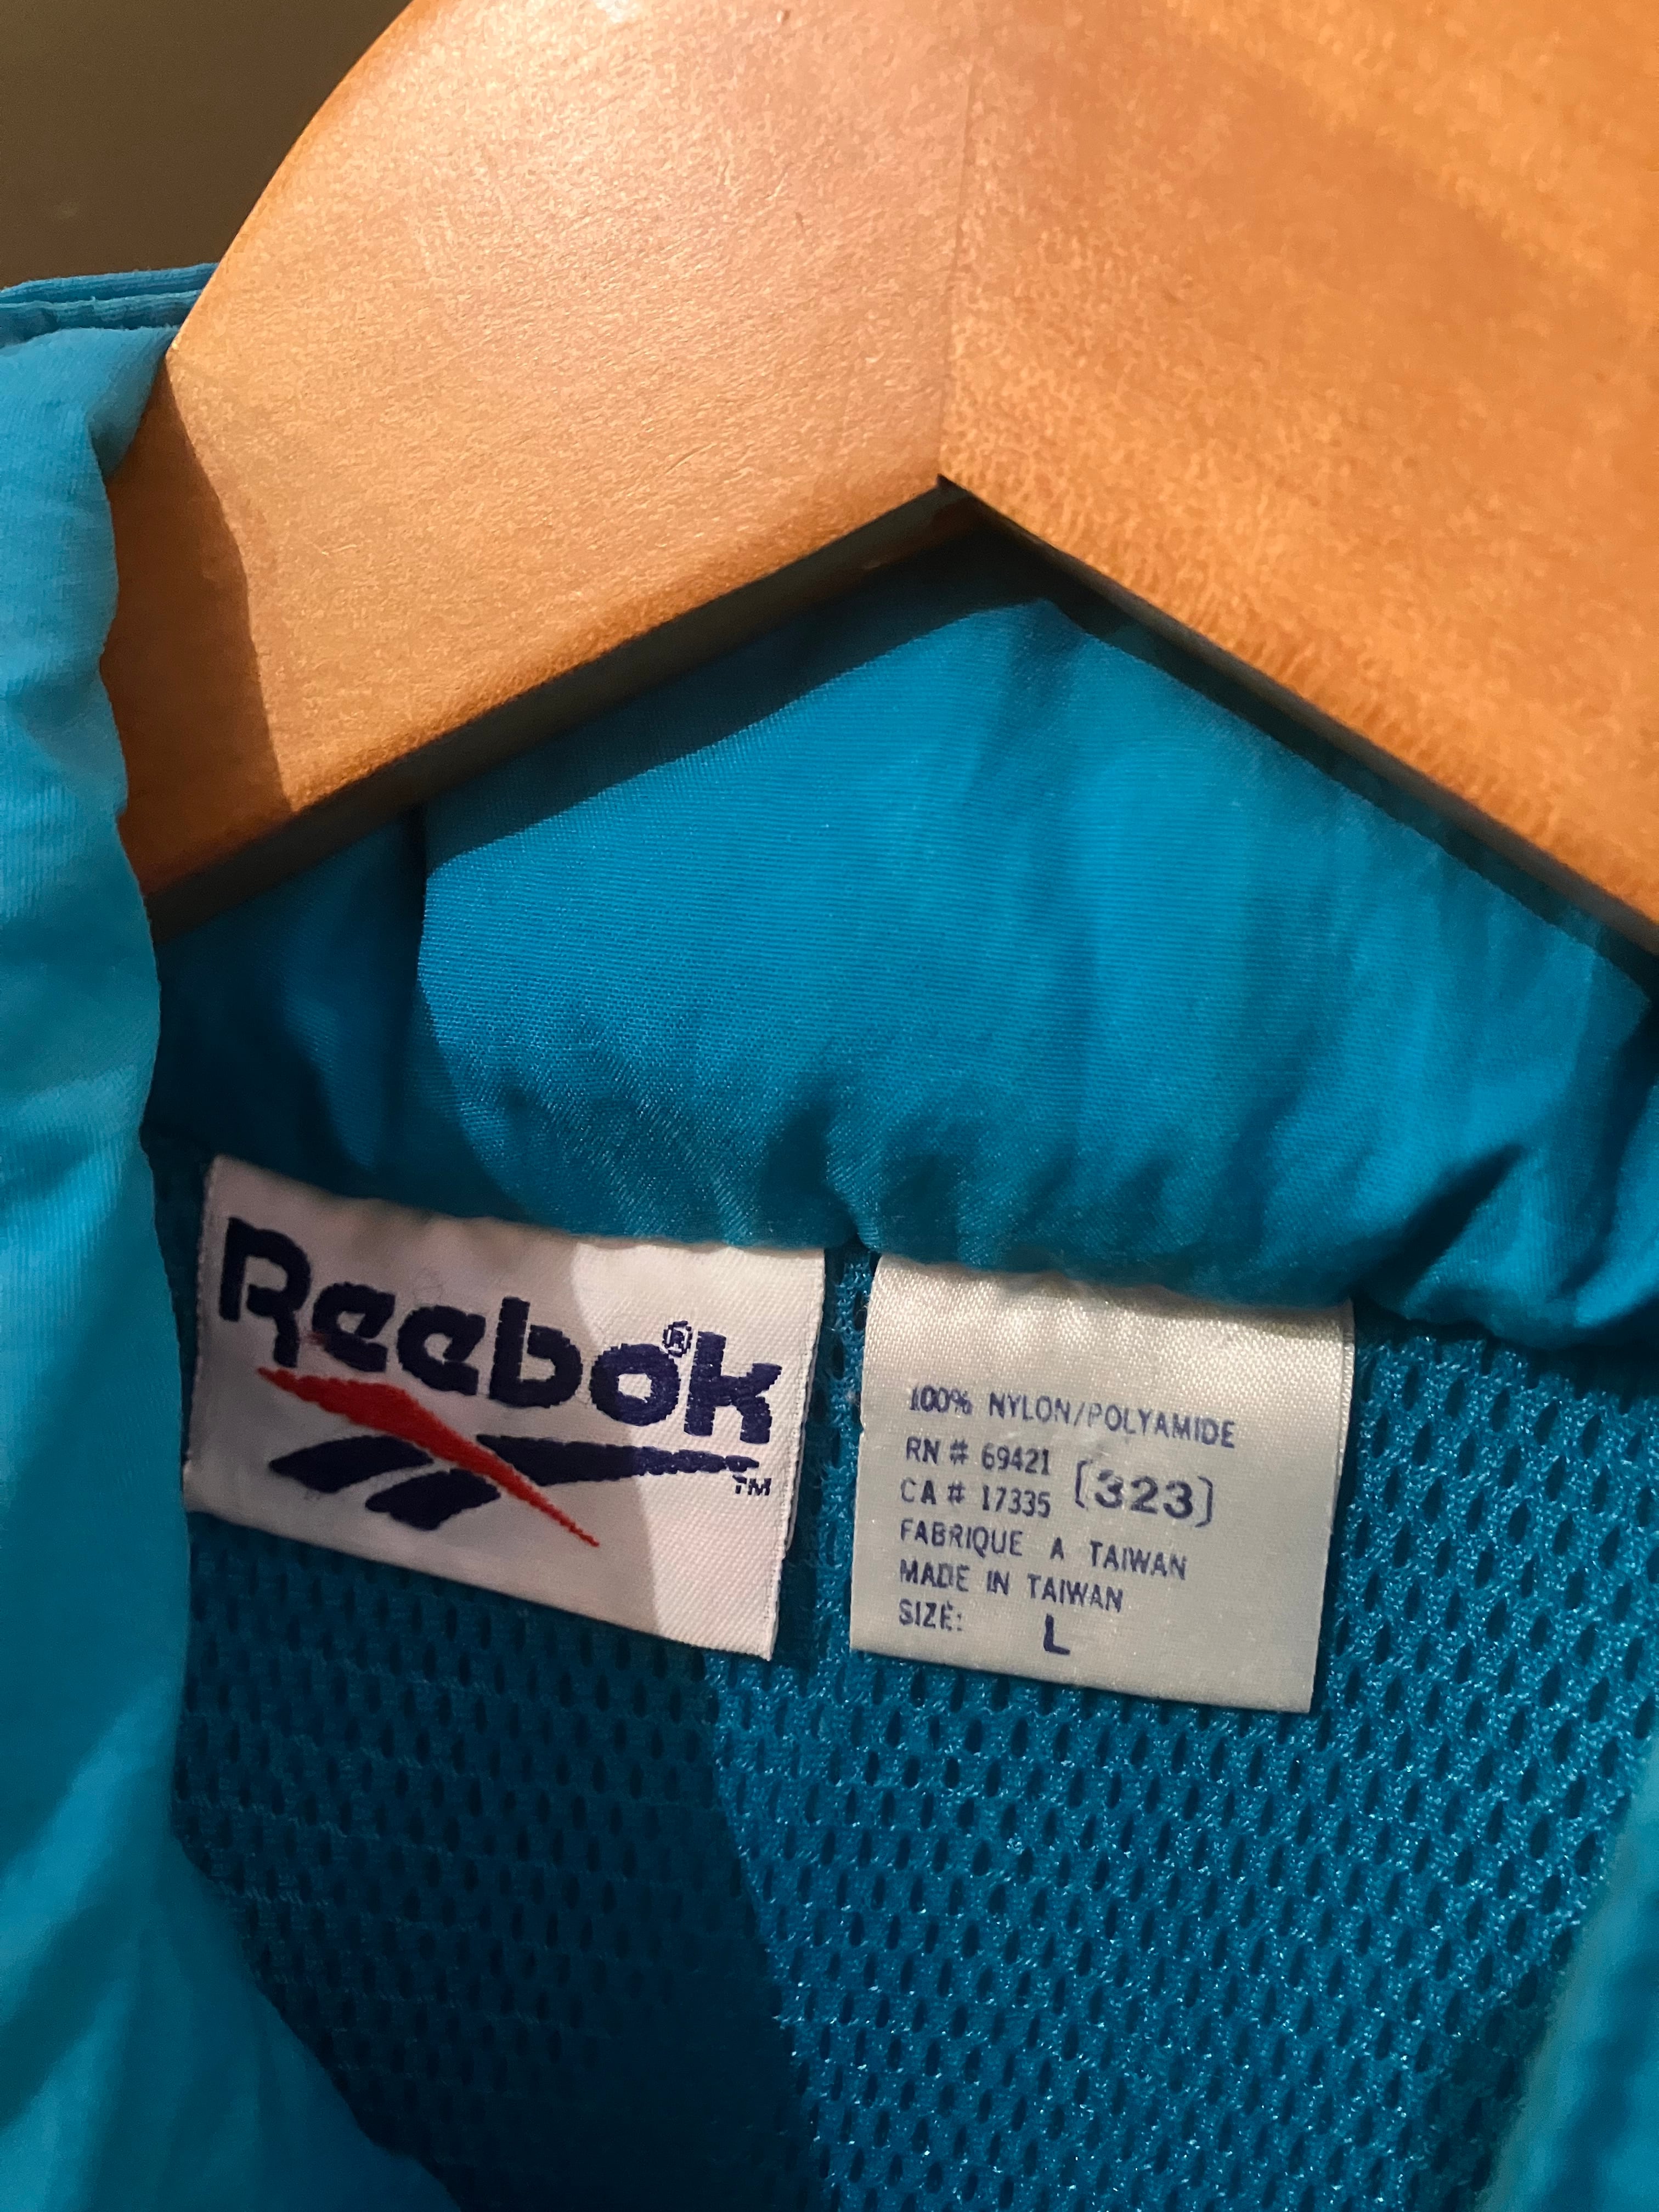 Reebok®
TM
100% NYLON/POLYAMIDE
RN # 69421
CA # 17335 [323]
FABRIQUE A TAIWAN
MADE IN TAIWAN
SIZE: L